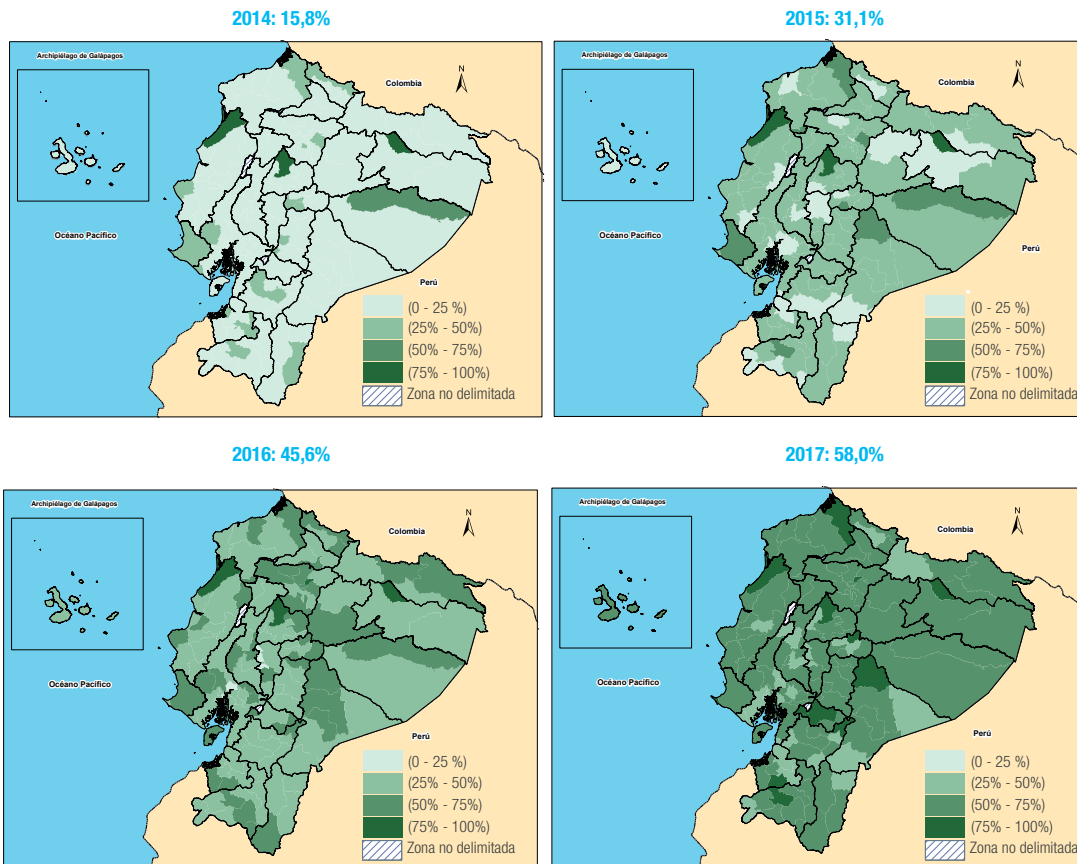 2014: 15,8%
Archipiélago de Galápagos
Colombia
N
Océano Pacífico
Perú
(0 - 25 %)
(25% - 50%)
(50% - 75%)
(75% - 100%)
Zona no delimitada
2015: 31,1%
Archipiélago de Galápagos
Colombia
N
Océano Pacífico
Perú
(0 - 25 %)
(25% - 50%)
(50% - 75%)
(75% - 100%)
Zona no delimitada
2016: 45,6%
Archipiélago de Galápagos
Colombia
N
Océano Pacífico
Perú
(0 - 25 %)
(25% - 50%)
(50% - 75%)
(75% - 100%)
Zona no delimitada
2017: 58,0%
Archipiélago de Galápagos
Colombia
N
Océano Pacífico
Perú
(0 - 25 %)
(25% - 50%)
(50% - 75%)
(75% - 100%)
Zona no delimitada